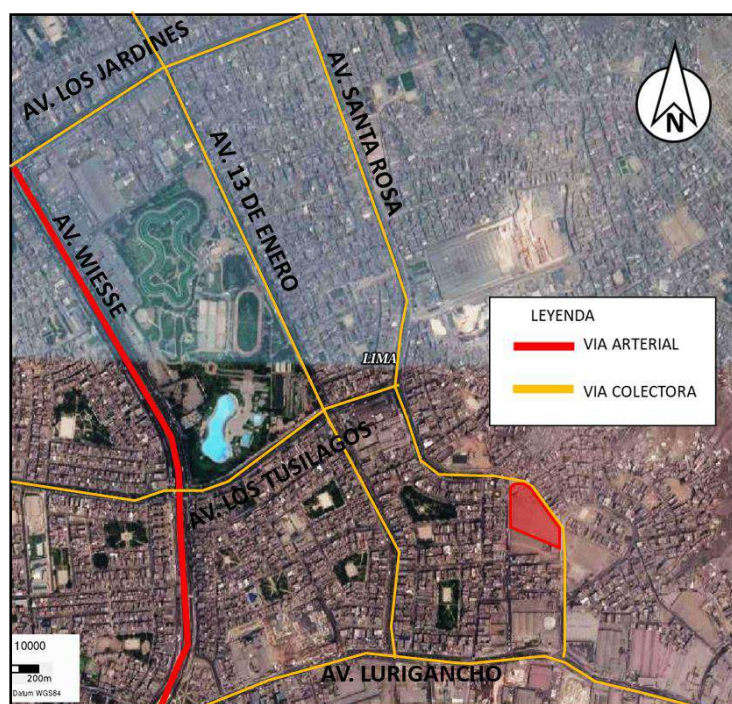 AV. LOS JARDINES
AV. SANTA ROSA
AV. 13 DE ENERO
AV. WIESSE
N
LEYENDA
VIA ARTERIAL
VIA COLECTORA
LIMA
AV. LOS TUSILAGOS
AV. LURIGANCHO
10000
200m
Datum WGS84